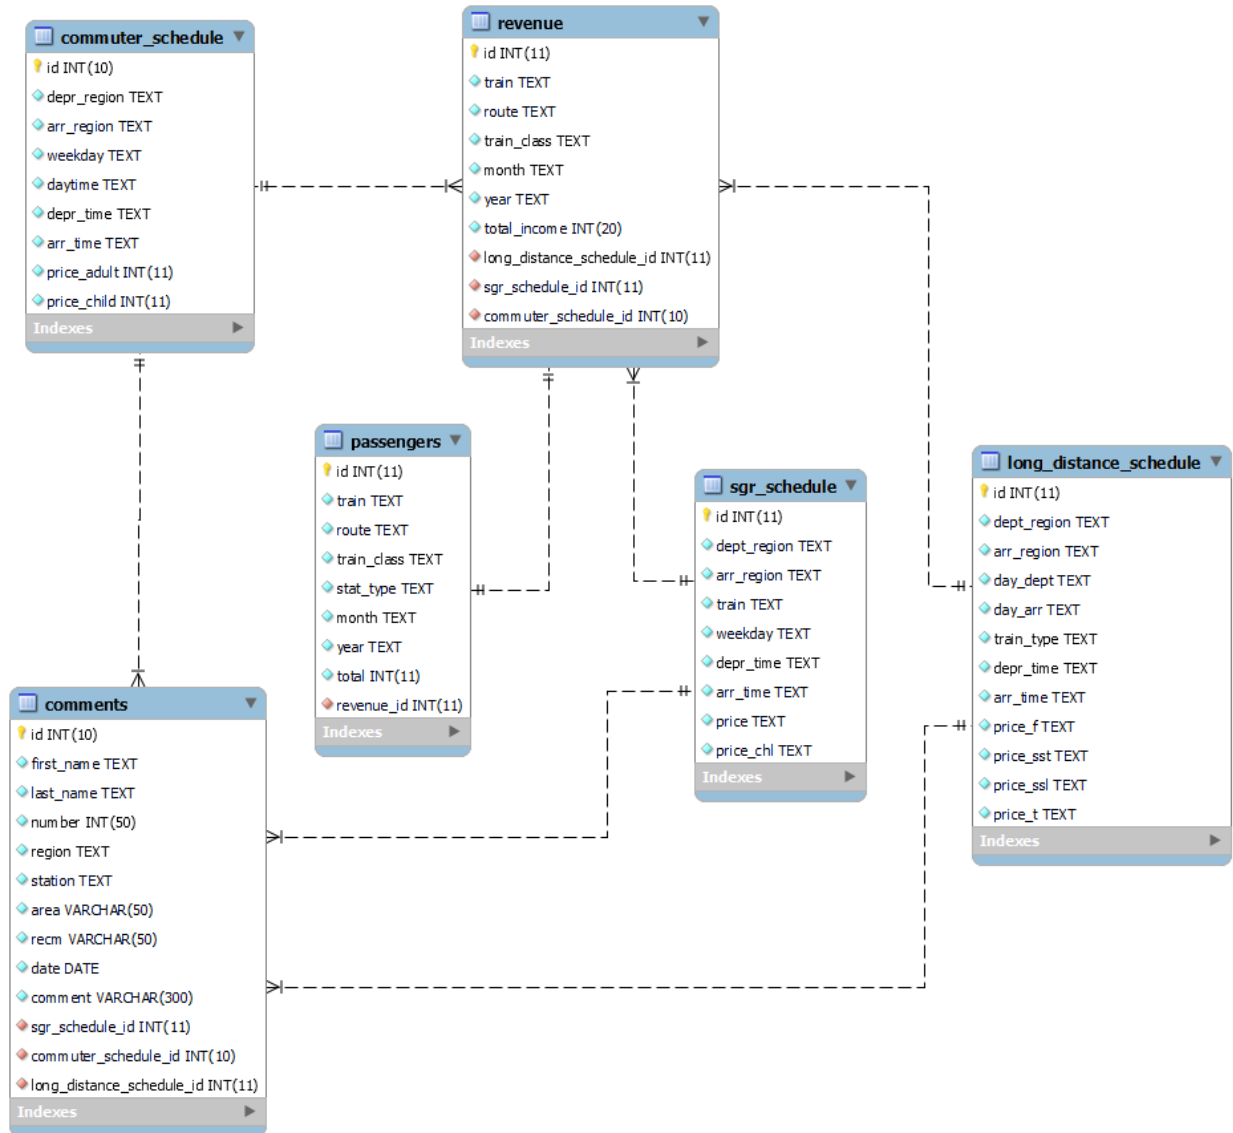 commuter_schedule
id INT(10)
depr_region TEXT
arr_region TEXT
weekday TEXT
daytime TEXT
depr_time TEXT
arr_time TEXT
price_adult INT(11)
price_child INT(11)
Indexes
revenue
id INT(11)
train TEXT
route TEXT
train_class TEXT
month TEXT
year TEXT
total_income INT(20)
long_distance_schedule_id INT(11)
sgr_schedule_id INT(11)
commuter_schedule_id INT(10)
Indexes
passengers
id INT(11)
train TEXT
route TEXT
train_class TEXT
stat_type TEXT
month TEXT
year TEXT
total INT(11)
revenue_id INT(11)
Indexes
sgr_schedule
id INT(11)
dept_region TEXT
arr_region TEXT
train TEXT
weekday TEXT
depr_time TEXT
arr_time TEXT
price TEXT
price_chl TEXT
Indexes
long_distance_schedule
id INT(11)
dept_region TEXT
arr_region TEXT
day_dept TEXT
day_arr TEXT
train_type TEXT
depr_time TEXT
arr_time TEXT
price_f TEXT
price_sst TEXT
price_ssl TEXT
price_t TEXT
Indexes
comments
id INT(10)
first_name TEXT
last_name TEXT
number INT(50)
region TEXT
station TEXT
area VARCHAR(50)
recm VARCHAR(50)
date DATE
comment VARCHAR(300)
sgr_schedule_id INT(11)
commuter_schedule_id INT(10)
long_distance_schedule_id INT(11)
Indexes